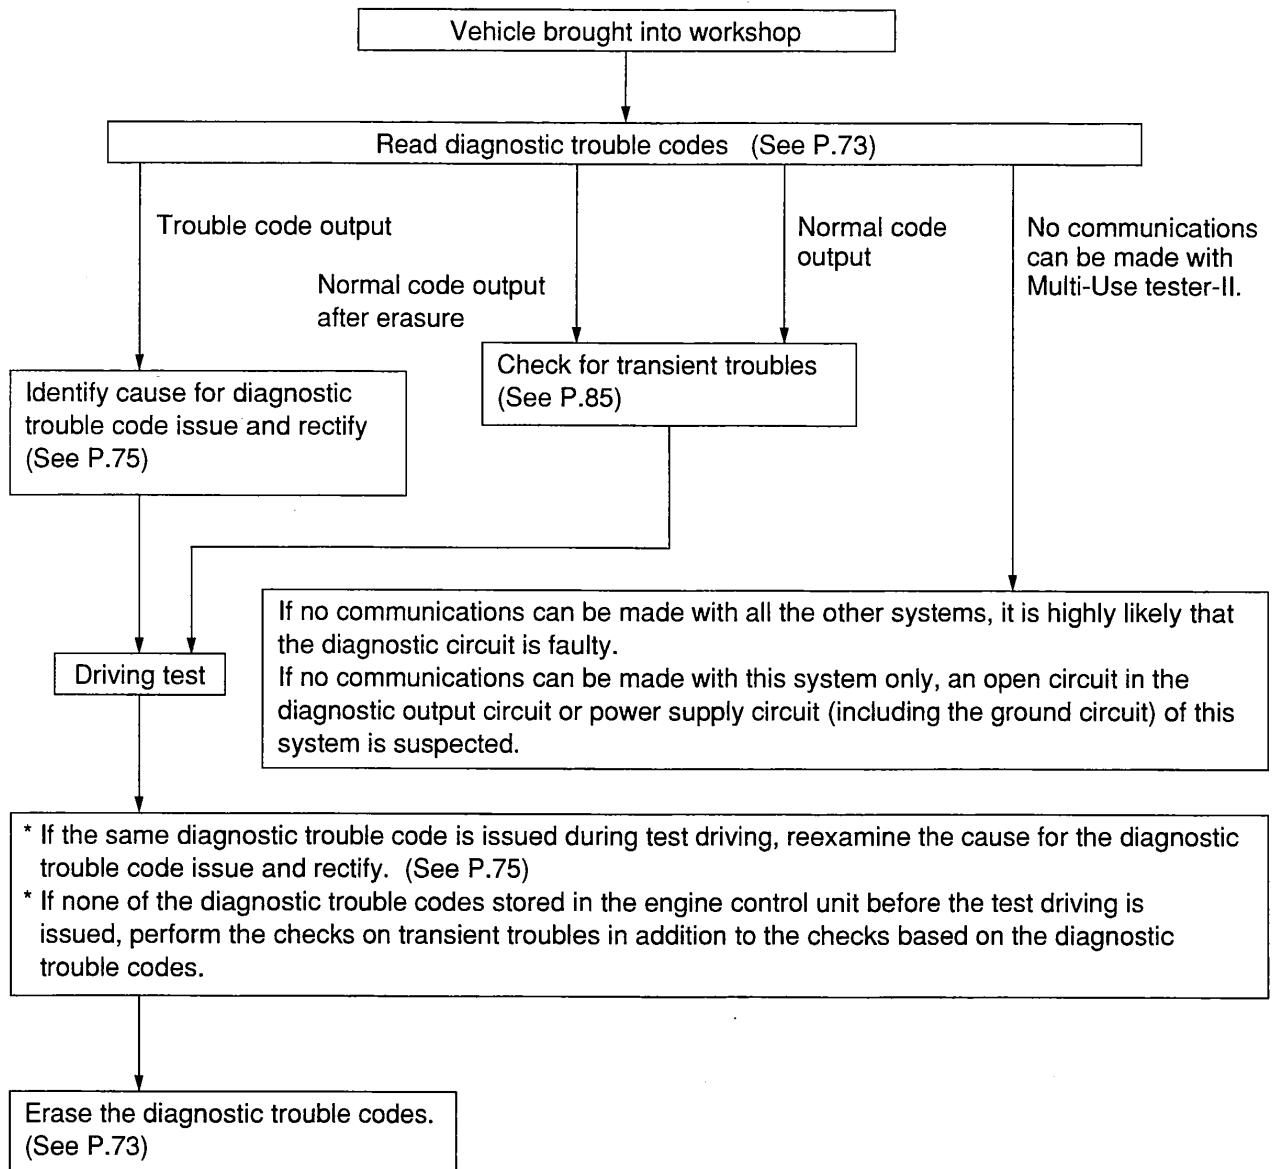 Vehicle brought into workshop
Read diagnostic trouble codes (See P.73)
Trouble code output
Normal code output
after erasure
Normal code
output
No communications
can be made with
Multi-Use tester-II.
Check for transient troubles
(See P.85)
Identify cause for diagnostic
trouble code issue and rectify
(See P.75)
If no communications can be made with all the other systems, it is highly likely that
the diagnostic circuit is faulty.
If no communications can be made with this system only, an open circuit in the
diagnostic output circuit or power supply circuit (including the ground circuit) of this
system is suspected.
Driving test
* If the same diagnostic trouble code is issued during test driving, reexamine the cause for the diagnostic
trouble code issue and rectify. (See P.75)
* If none of the diagnostic trouble codes stored in the engine control unit before the test driving is
issued, perform the checks on transient troubles in addition to the checks based on the diagnostic
trouble codes.
Erase the diagnostic trouble codes.
(See P.73)